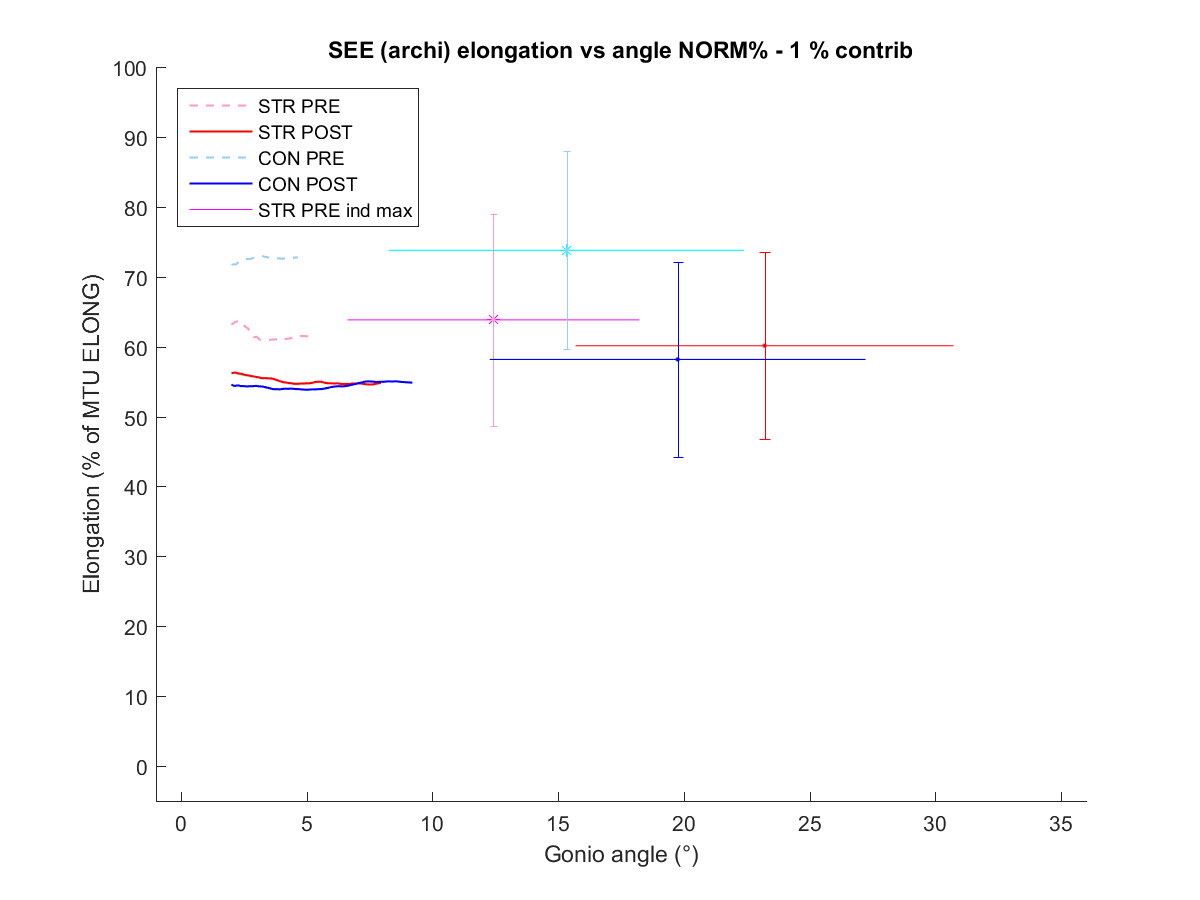 SEE (archi) elongation vs angle NORM% - 1 % contrib
100
90
80
70
60
50
40
30
20
10
0
Elongation (% of MTU ELONG)
STR PRE
STR POST
CON PRE
CON POST
STR PRE ind max
0 5 10 15 20 25 30 35
Gonio angle (°)